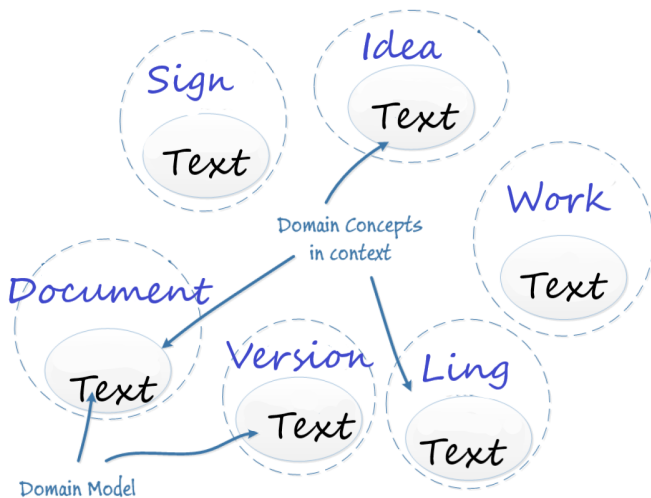 Idea
Sign
Text
Text
Work
Domain Concepts
in context
Text
Document
Version
Ling
Text
Text
Text
Domain Model